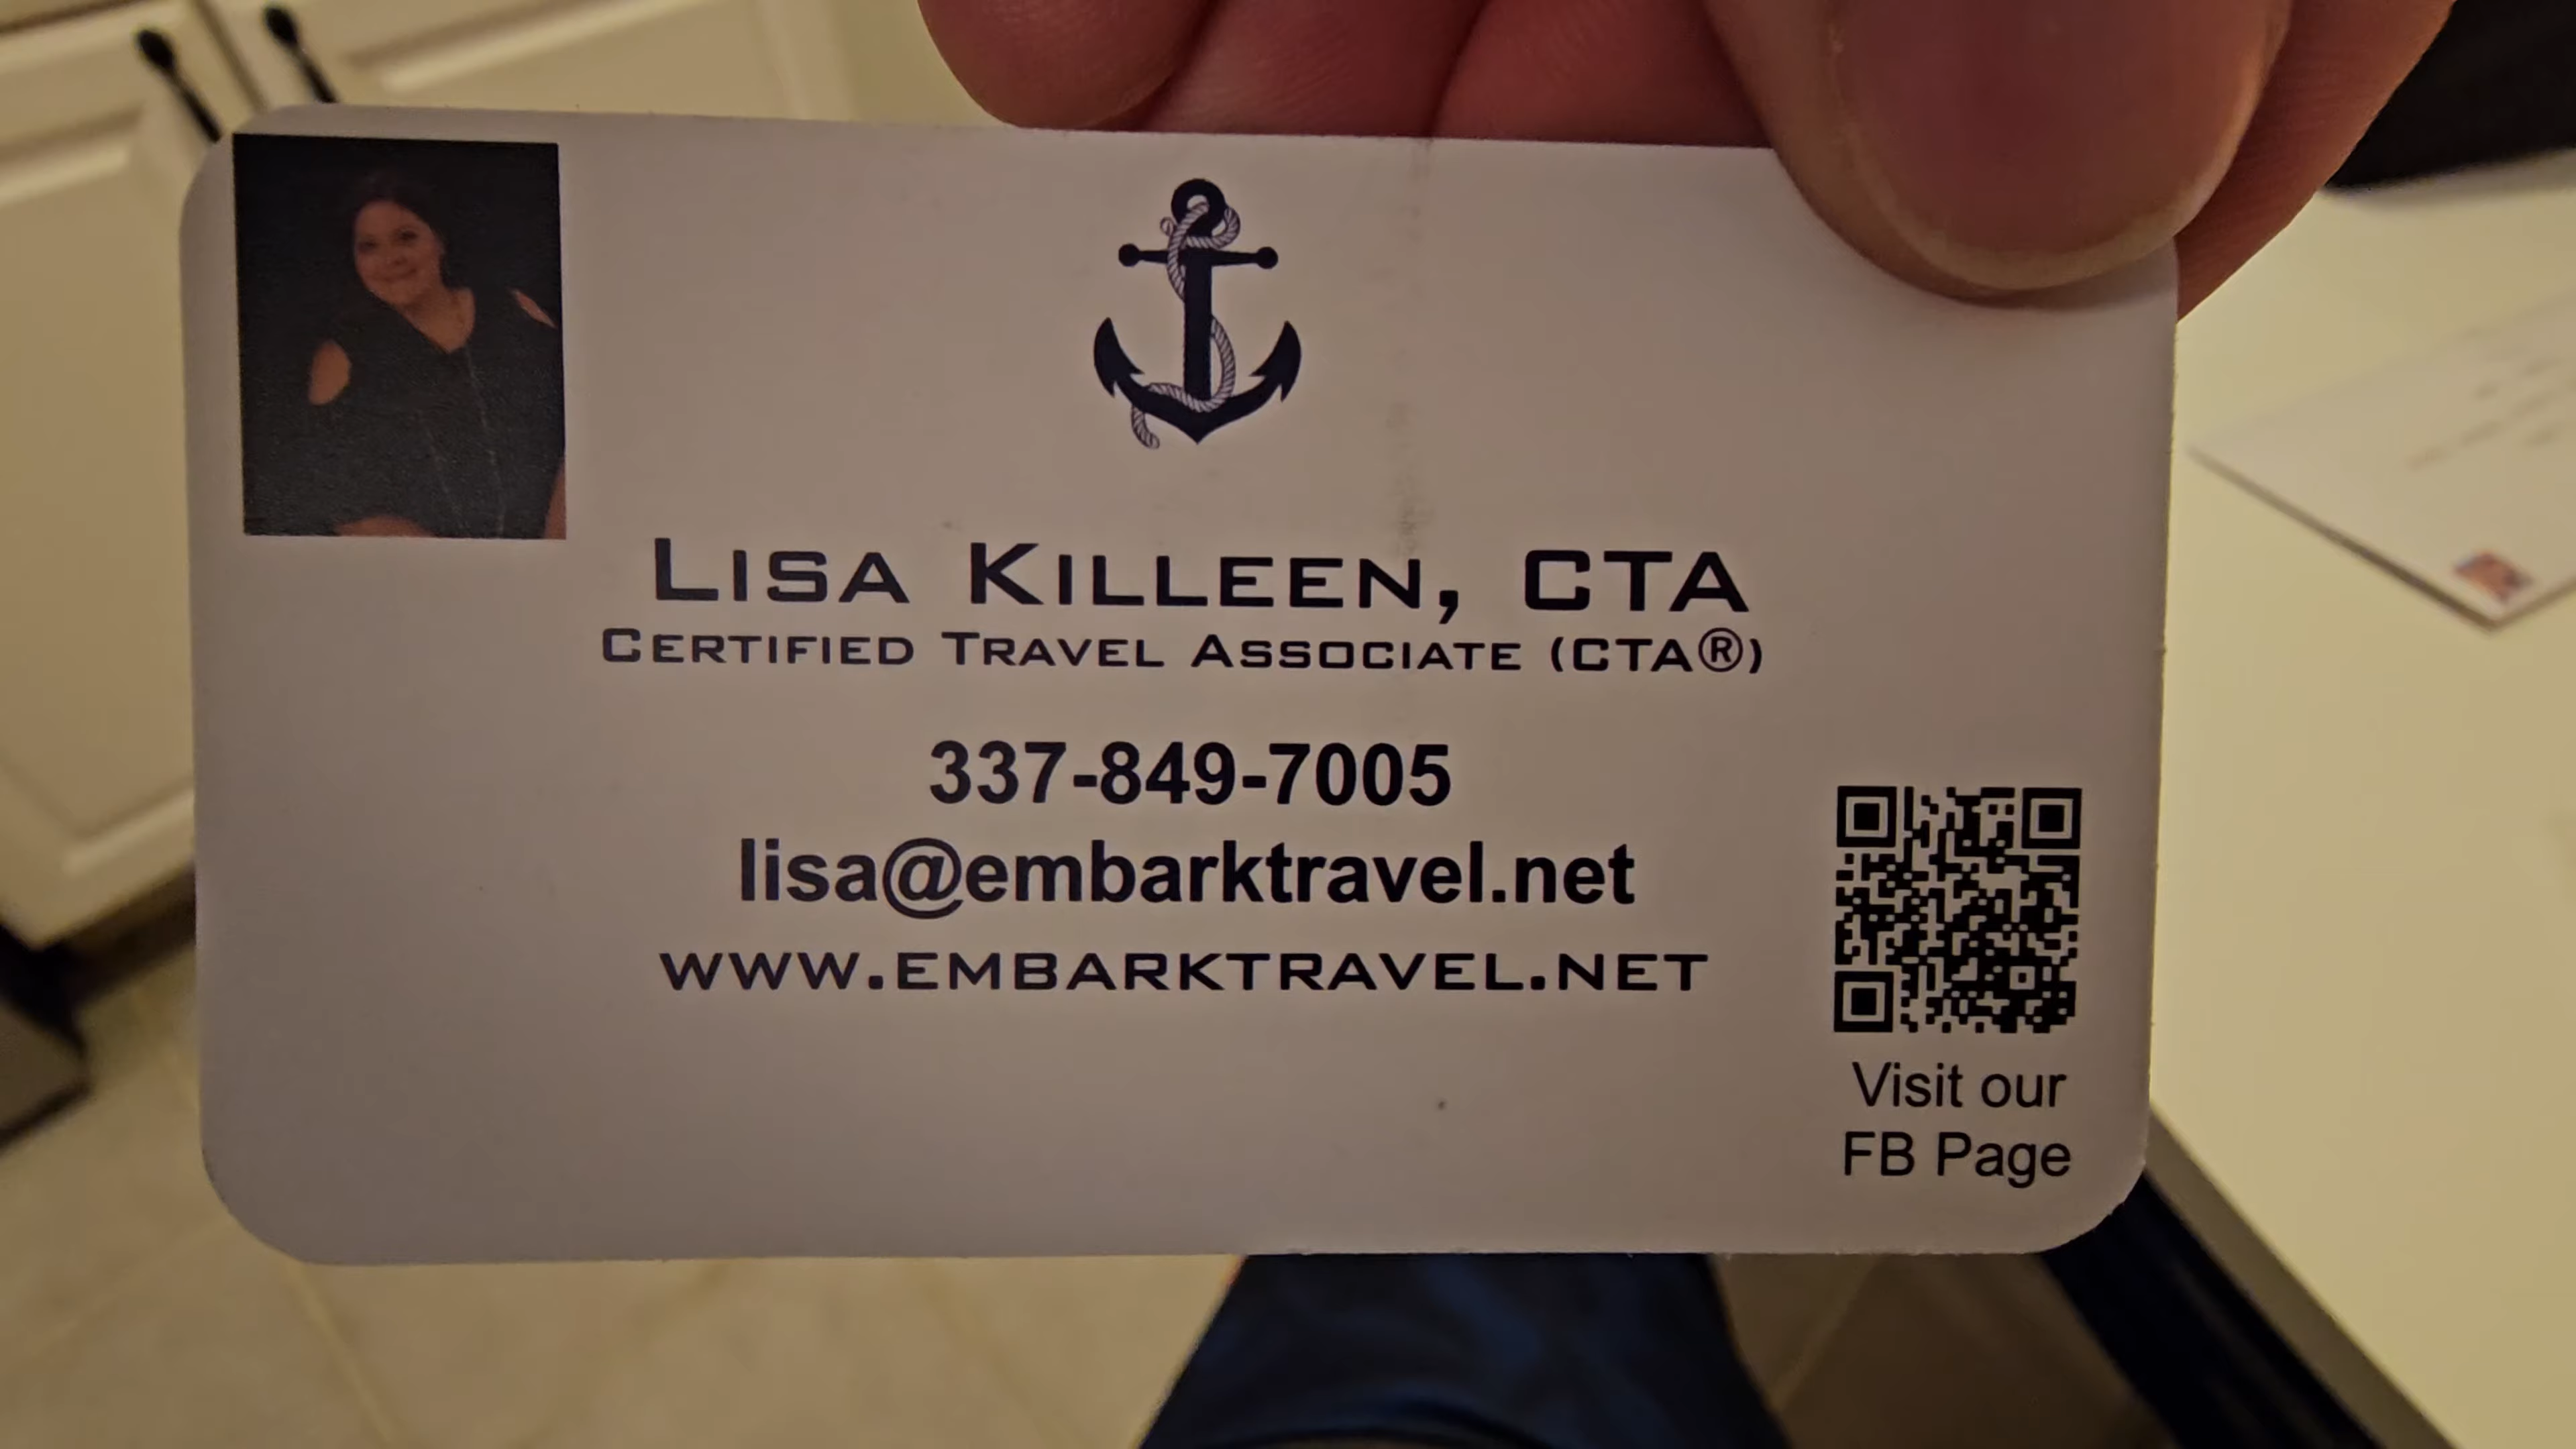 LISA KILLEEN, CTA
CERTIFIED TRAVEL ASSOCIATE (CTA®)
337-849-7005
lisa@embarktravel.net
WWW.EMBARKTRAVEL.NET
Visit our
FB Page